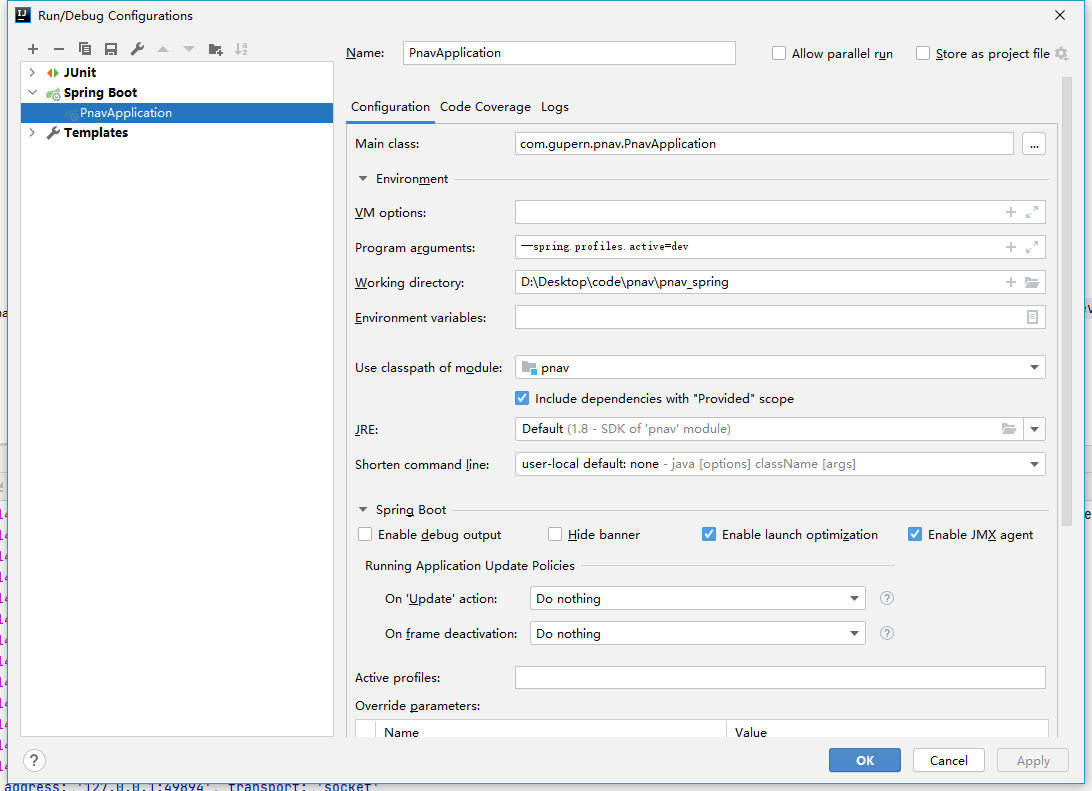 Run/Debug Configurations
JUnit
Spring Boot
PnavApplication
Templates
Name: PnavApplication
Allow parallel run
Store as project file
Configuration Code Coverage Logs
Main class: com.gupern.pnav.PnavApplication ...
Environment
VM options:
Program arguments: --spring.profiles.active=dev
Working directory: D:\Desktop\code\pnav\pnav_spring
Environment variables:
Use classpath of module: pnav
Include dependencies with "Provided" scope
JRE: Default (1.8 - SDK of 'pnav' module)
Shorten command line: user-local default: none - java [options] className [args]
Spring Boot
Enable debug output Hide banner Enable launch optimization Enable JMX agent
Running Application Update Policies
On 'Update' action: Do nothing ?
On frame deactivation: Do nothing ?
Active profiles:
Override parameters:
Name Value
? OK Cancel Apply
address: '127.0.0.1:49894', transport: 'socket'